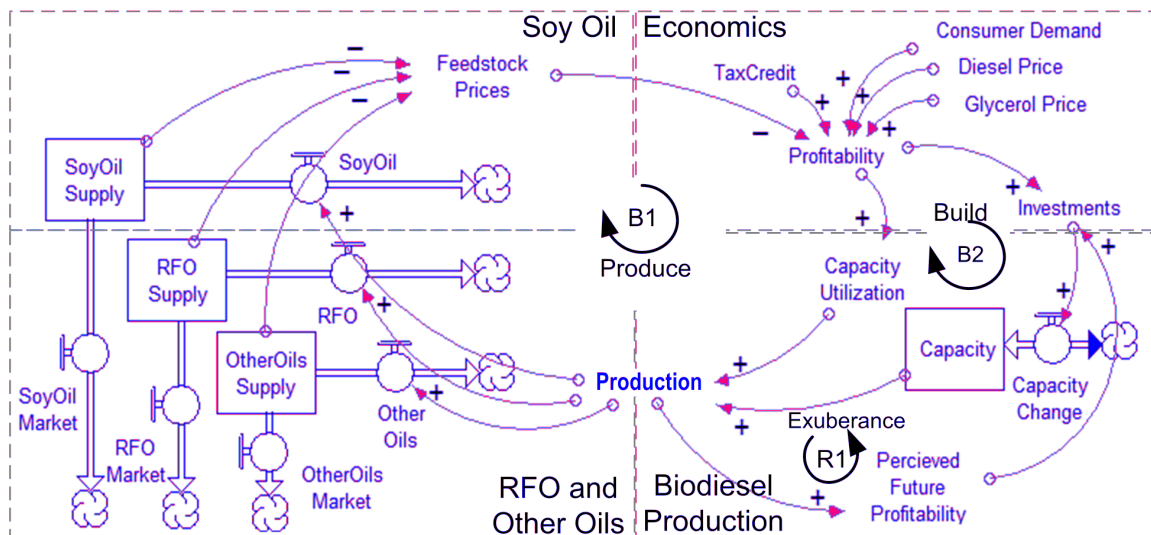 Soy Oil
Economics
Consumer Demand
Diesel Price
Glycerol Price
TaxCredit
Feedstock
Prices
−
−
−
+
+
+
+
−
Profitability
SoyOil
Supply
SoyOil
+
+
Investments
B1
Produce
Build
B2
+
+
RFO
Supply
RFO
+
Capacity
Utilization
+
OtherOils
Supply
Capacity
+
Production
Other
Oils
+
Capacity
Change
SoyOil
Market
RFO
Market
OtherOils
Market
Exuberance
R1
+
Percieved
Future
Profitability
+
RFO and
Other Oils
Biodiesel
Production